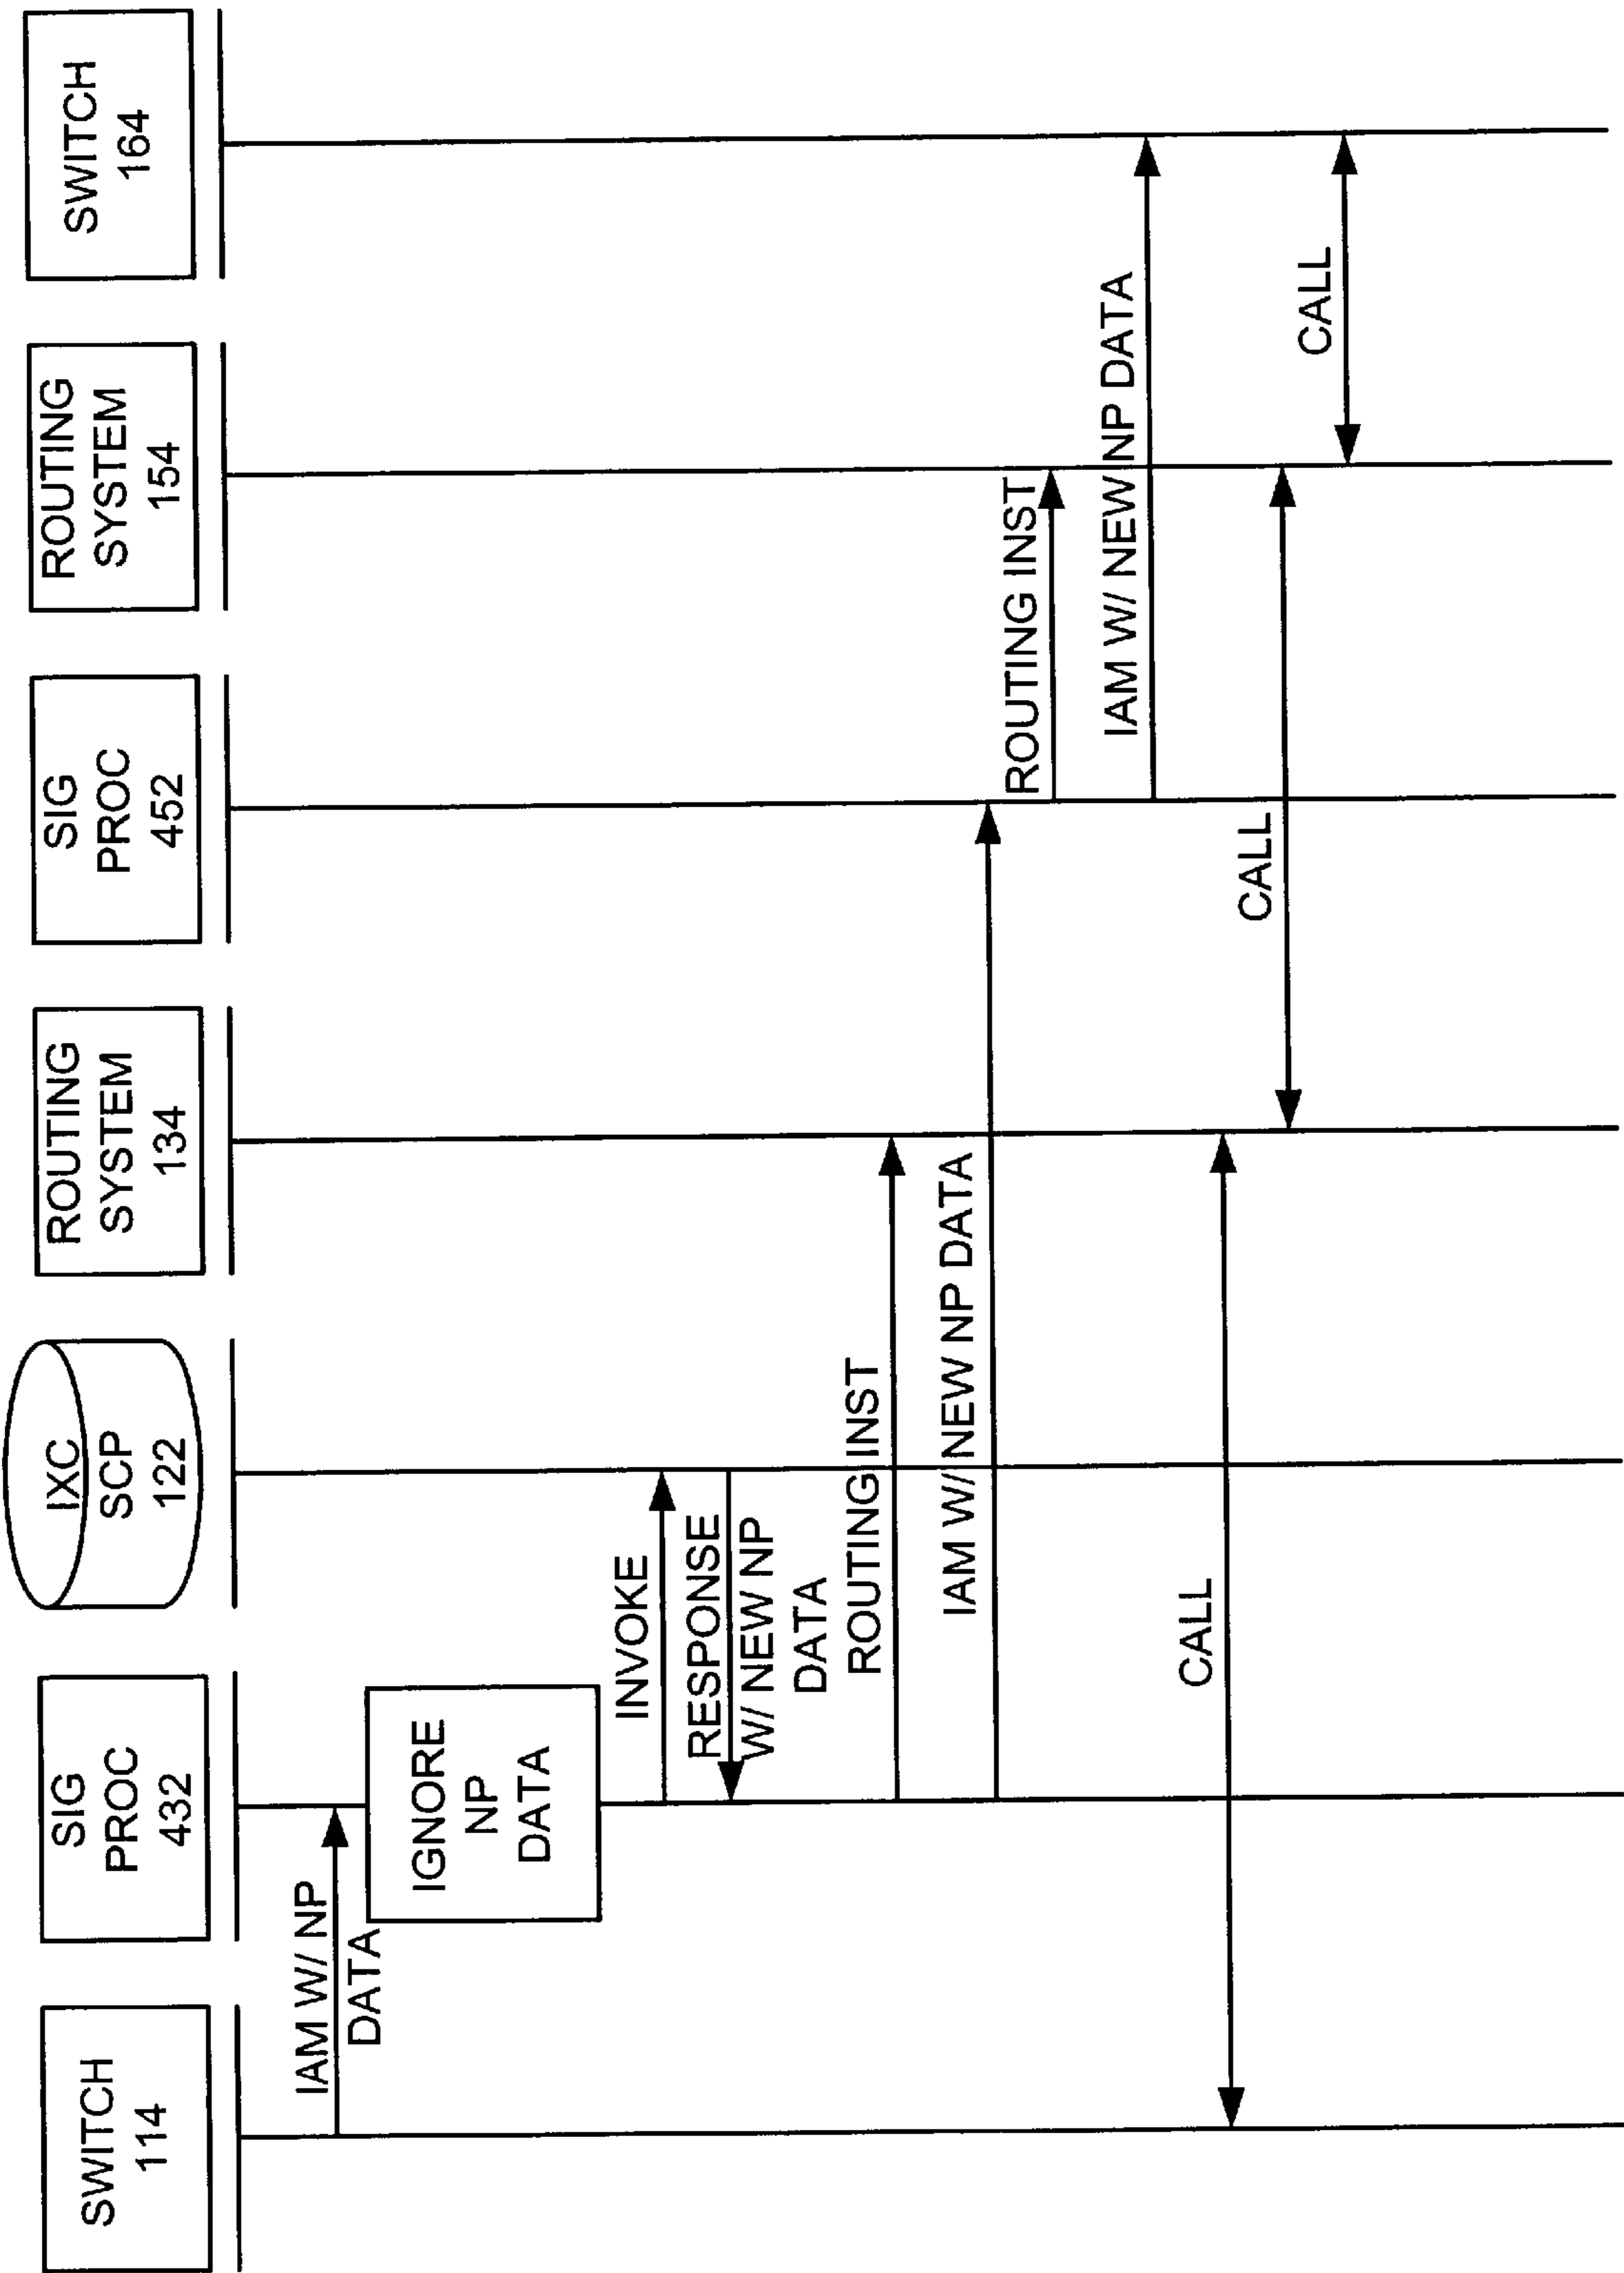 SWITCH
114
SIG
PROC
432
IXC
SCP
122
ROUTING
SYSTEM
134
SIG
PROC
452
ROUTING
SYSTEM
154
SWITCH
164
IAM W/ NP
DATA
IGNORE
NP
DATA
INVOKE
RESPONSE
W/ NEW NP
DATA
ROUTING INST
IAM W/ NEW NP DATA
ROUTING INST
IAM W/ NEW NP DATA
CALL
CALL
CALL